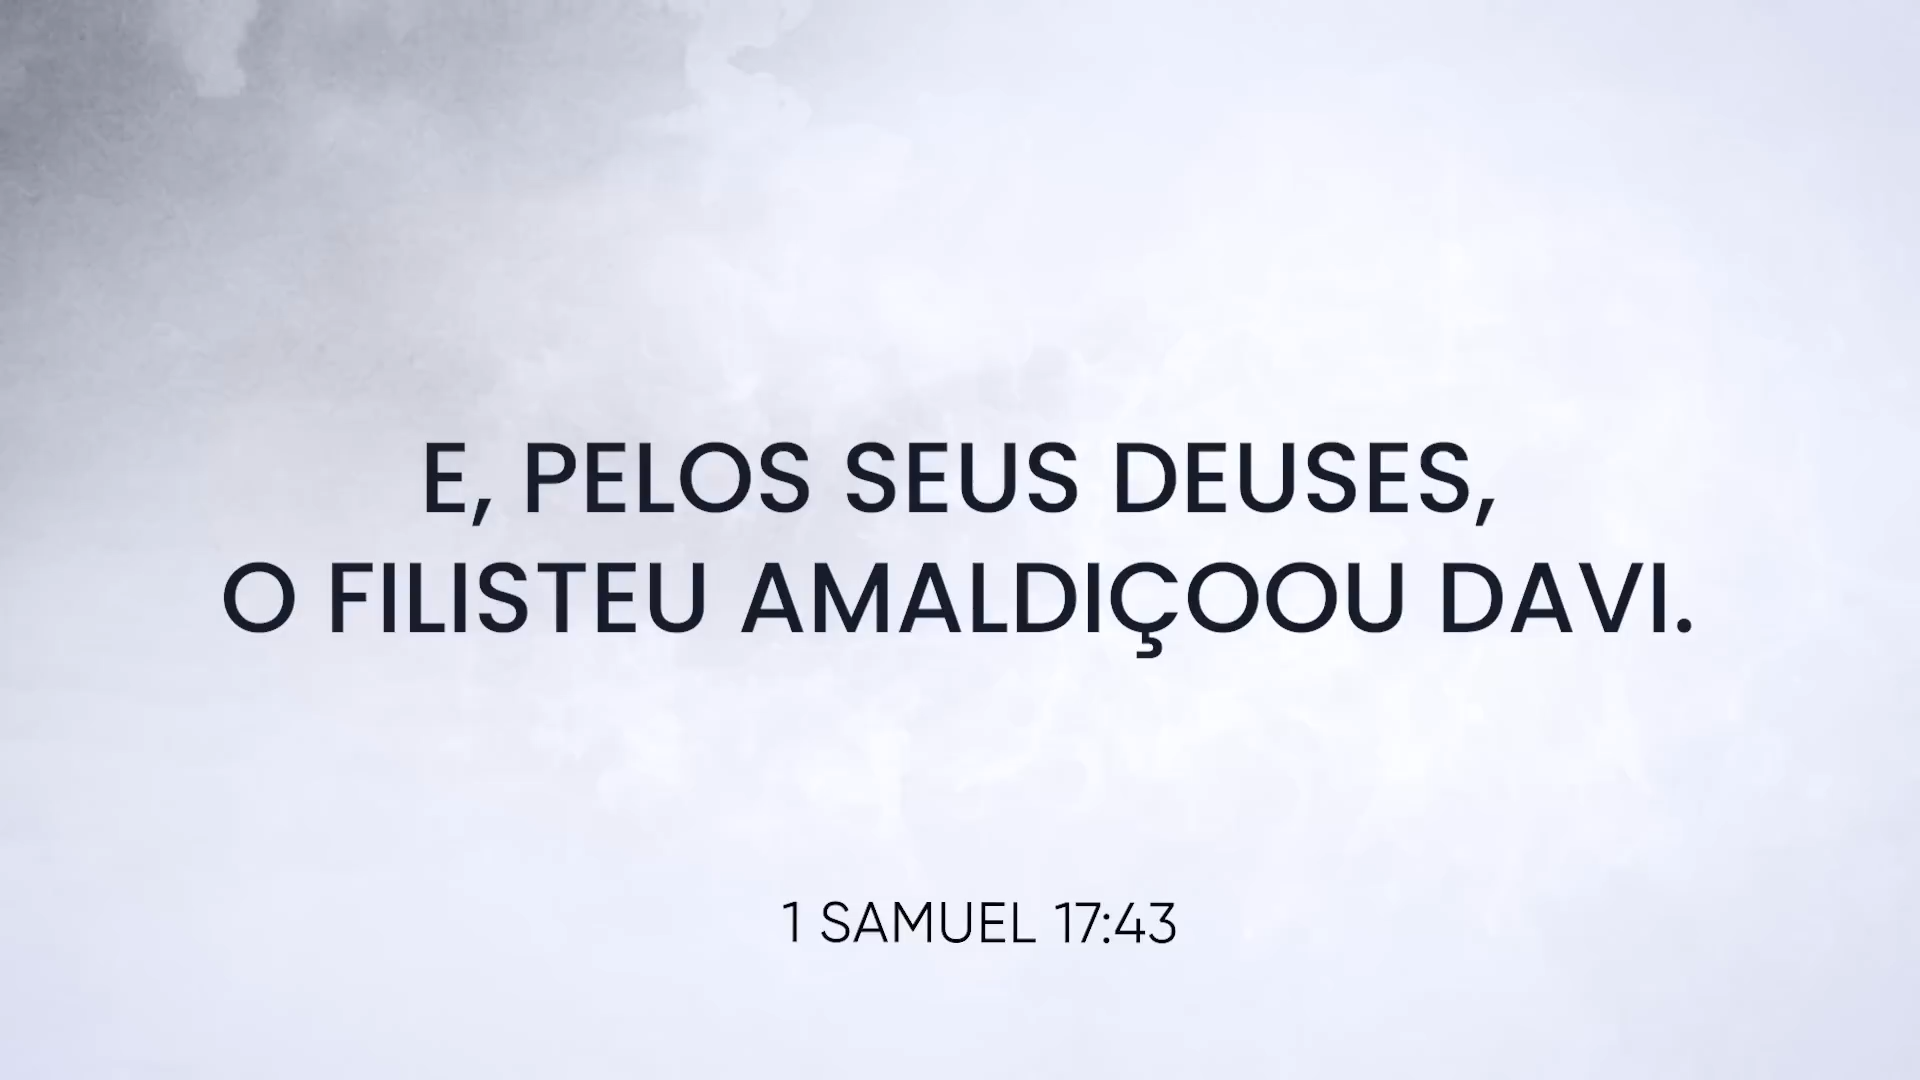 E, PELOS SEUS DEUSES,
O FILISTEU AMALDIÇOOU DAVI.
1 SAMUEL 17:43